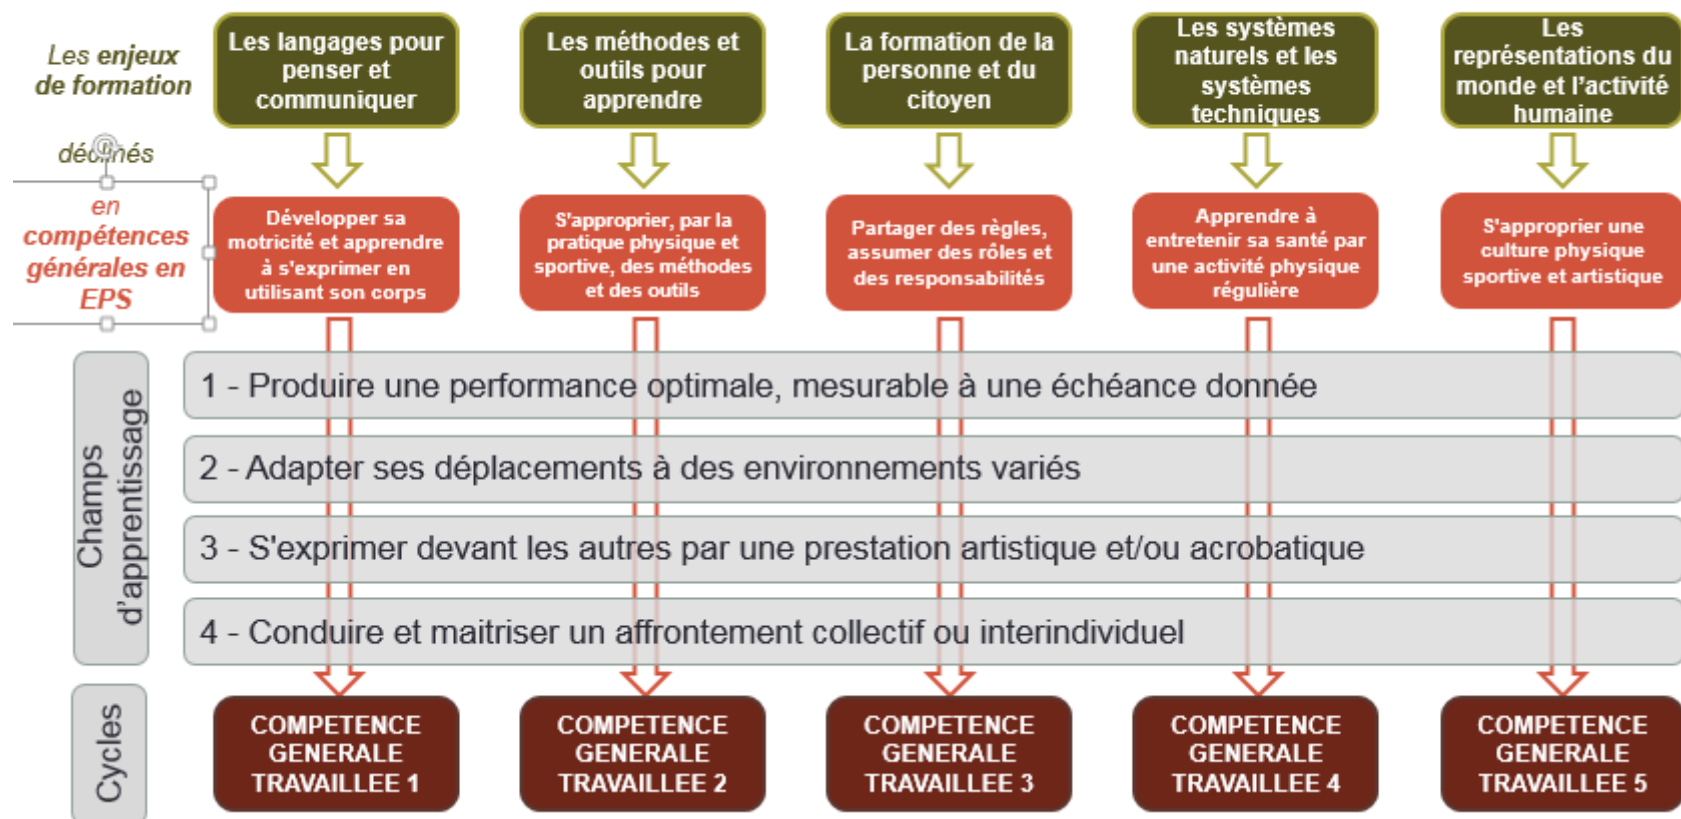 Les enjeux
de formation
Les langages pour
penser et
communiquer
Les méthodes et
outils pour
apprendre
La formation de la
personne et du
citoyen
Les systèmes
naturels et les
systèmes
techniques
Les
représentations du
monde et l'activité
humaine
déclinés
en
compétences
générales en
EPS
Développer sa
motricité et apprendre
à s'exprimer en
utilisant son corps
S'approprier, par la
pratique physique et
sportive, des méthodes
et des outils
Partager des règles,
assumer des rôles et
des responsabilités
Apprendre à
entretenir sa santé par
une activité physique
régulière
S'approprier une
culture physique
sportive et artistique
Champs
d'apprentissage
1 - Produire une performance optimale, mesurable à une échéance donnée
2 - Adapter ses déplacements à des environnements variés
3 - S'exprimer devant les autres par une prestation artistique et/ou acrobatique
4 - Conduire et maitriser un affrontement collectif ou interindividuel
Cycles
COMPETENCE
GENERALE
TRAVAILLEE 1
COMPETENCE
GENERALE
TRAVAILLEE 2
COMPETENCE
GENERALE
TRAVAILLEE 3
COMPETENCE
GENERALE
TRAVAILLEE 4
COMPETENCE
GENERALE
TRAVAILLEE 5